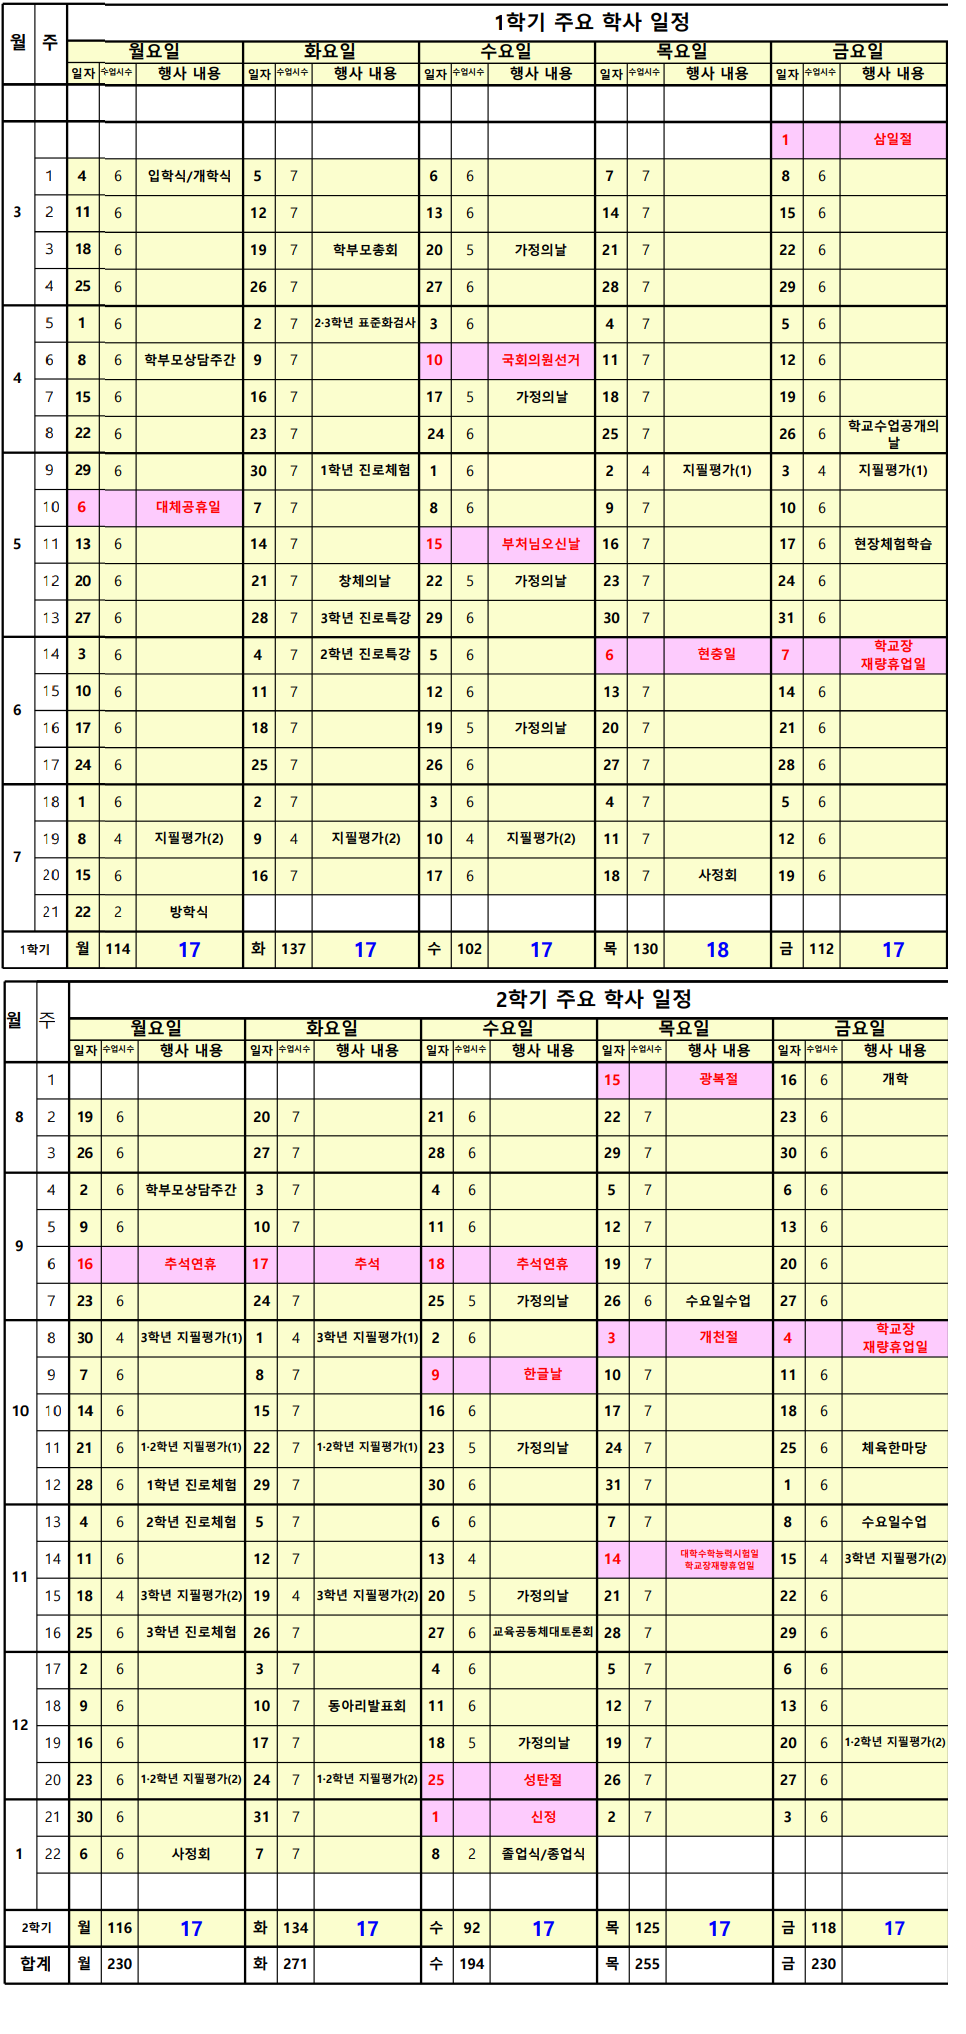 월 주 1학기 주요 학사 일정
월요일 화요일 수요일 목요일 금요일
일자 수업시수 행사 내용 일자 수업시수 행사 내용 일자 수업시수 행사 내용 일자 수업시수 행사 내용 일자 수업시수 행사 내용
3
1 삼일절
1 4 6 입학식/개학식 5 7 6 6 7 7 8 6
2 11 6 12 7 13 6 14 7 15 6
3 18 6 19 7 학부모총회 20 5 가정의날 21 7 22 6
4 25 6 26 7 27 6 28 7 29 6
4
5 1 6 2 7 2·3학년 표준화검사 3 6 4 7 5 6
6 8 6 학부모상담주간 9 7 10 국회의원선거 11 7 12 6
7 15 6 16 7 17 5 가정의날 18 7 19 6
8 22 6 23 7 24 6 25 7 26 6 학교수업공개의
날
5
9 29 6 30 7 1학년 진로체험 1 6 2 4 지필평가(1) 3 4 지필평가(1)
10 6 대체공휴일 7 7 8 6 9 7 10 6
11 13 6 14 7 15 부처님오신날 16 7 17 6 현장체험학습
12 20 6 21 7 창체의날 22 5 가정의날 23 7 24 6
13 27 6 28 7 3학년 진로특강 29 6 30 7 31 6
6
14 3 6 4 7 2학년 진로특강 5 6 6 현충일 7 학교장
재량휴업일
15 10 6 11 7 12 6 13 7 14 6
16 17 6 18 7 19 5 가정의날 20 7 21 6
17 24 6 25 7 26 6 27 7 28 6
7
18 1 6 2 7 3 6 4 7 5 6
19 8 4 지필평가(2) 9 4 지필평가(2) 10 4 지필평가(2) 11 7 12 6
20 15 6 16 7 17 6 18 7 사정회 19 6
21 22 2 방학식
1학기 월 114 17 화 137 17 수 102 17 목 130 18 금 112 17
월 주 2학기 주요 학사 일정
월요일 화요일 수요일 목요일 금요일
일자 수업시수 행사 내용 일자 수업시수 행사 내용 일자 수업시수 행사 내용 일자 수업시수 행사 내용 일자 수업시수 행사 내용
8
1 15 광복절 16 6 개학
2 19 6 20 7 21 6 22 7 23 6
3 26 6 27 7 28 6 29 7 30 6
9
4 2 6 학부모상담주간 3 7 4 6 5 7 6 6
5 9 6 10 7 11 6 12 7 13 6
6 16 추석연휴 17 추석 18 추석연휴 19 7 20 6
7 23 6 24 7 25 5 가정의날 26 6 수요일수업 27 6
10
8 30 4 3학년 지필평가(1) 1 4 3학년 지필평가(1) 2 6 3 개천절 4 학교장
재량휴업일
9 7 6 8 7 9 한글날 10 7 11 6
10 14 6 15 7 16 6 17 7 18 6
11 21 6 1·2학년 지필평가(1) 22 7 1·2학년 지필평가(1) 23 5 가정의날 24 7 25 6 체육한마당
12 28 6 1학년 진로체험 29 7 30 6 31 7 1 6
11
13 4 6 2학년 진로체험 5 7 6 6 7 7 8 6 수요일수업
14 11 6 12 7 13 4 14 대학수학능력시험일
학교장재량휴업일 15 4 3학년 지필평가(2)
15 18 4 3학년 지필평가(2) 19 4 3학년 지필평가(2) 20 5 가정의날 21 7 22 6
16 25 6 3학년 진로체험 26 7 27 6 교육공동체대토론회 28 7 29 6
12
17 2 6 3 7 4 6 5 7 6 6
18 9 6 10 7 동아리발표회 11 6 12 7 13 6
19 16 6 17 7 18 5 가정의날 19 7 20 6 1·2학년 지필평가(2)
20 23 6 1·2학년 지필평가(2) 24 7 1·2학년 지필평가(2) 25 성탄절 26 7 27 6
1
21 30 6 31 7 1 신정 2 7 3 6
22 6 6 사정회 7 7 8 2 졸업식/종업식
2학기 월 116 17 화 134 17 수 92 17 목 125 17 금 118 17
합계 월 230 화 271 수 194 목 255 금 230